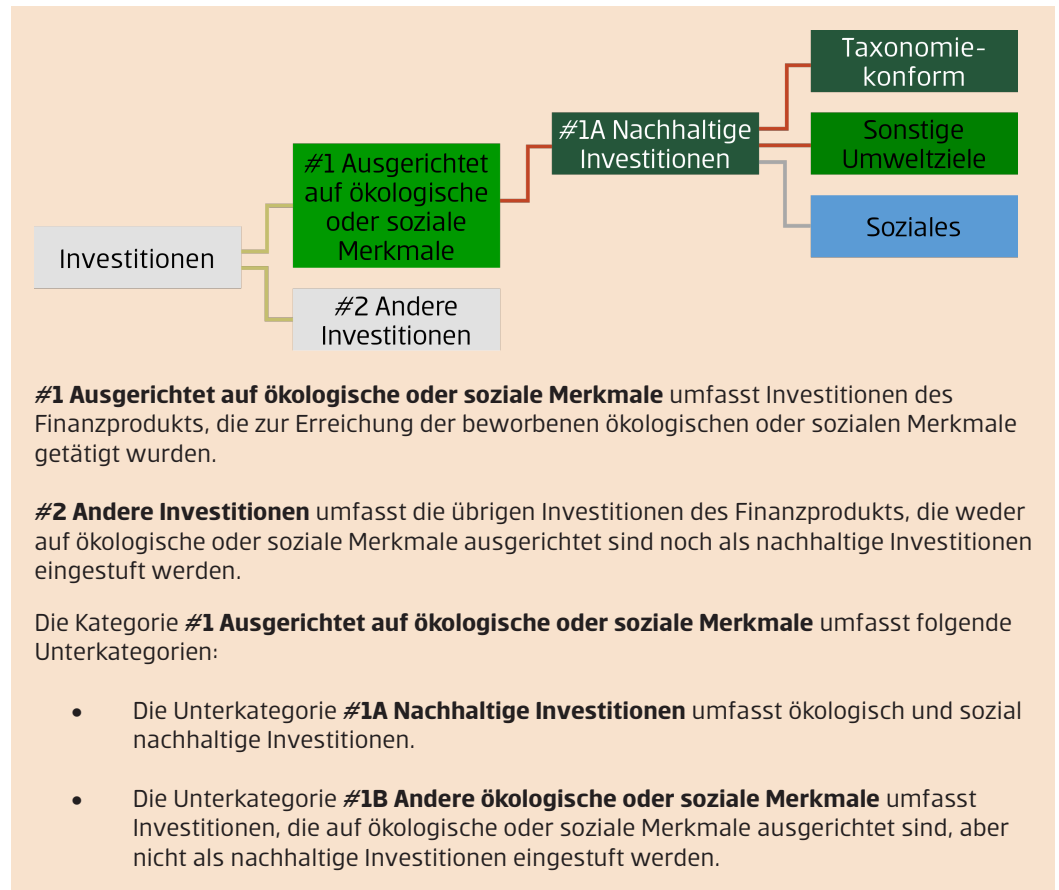 Taxonomie-
konform
#1A Nachhaltige
Investitionen
Sonstige
Umweltziele
#1 Ausgerichtet
auf ökologische
oder soziale
Merkmale
Soziales
Investitionen
#2 Andere
Investitionen
#1 Ausgerichtet auf ökologische oder soziale Merkmale umfasst Investitionen des
Finanzprodukts, die zur Erreichung der beworbenen ökologischen oder sozialen Merkmale
getätigt wurden.
#2 Andere Investitionen umfasst die übrigen Investitionen des Finanzprodukts, die weder
auf ökologische oder soziale Merkmale ausgerichtet sind noch als nachhaltige Investitionen
eingestuft werden.
Die Kategorie #1 Ausgerichtet auf ökologische oder soziale Merkmale umfasst folgende
Unterkategorien:
• Die Unterkategorie #1A Nachhaltige Investitionen umfasst ökologisch und sozial
nachhaltige Investitionen.
• Die Unterkategorie #1B Andere ökologische oder soziale Merkmale umfasst
Investitionen, die auf ökologische oder soziale Merkmale ausgerichtet sind, aber
nicht als nachhaltige Investitionen eingestuft werden.